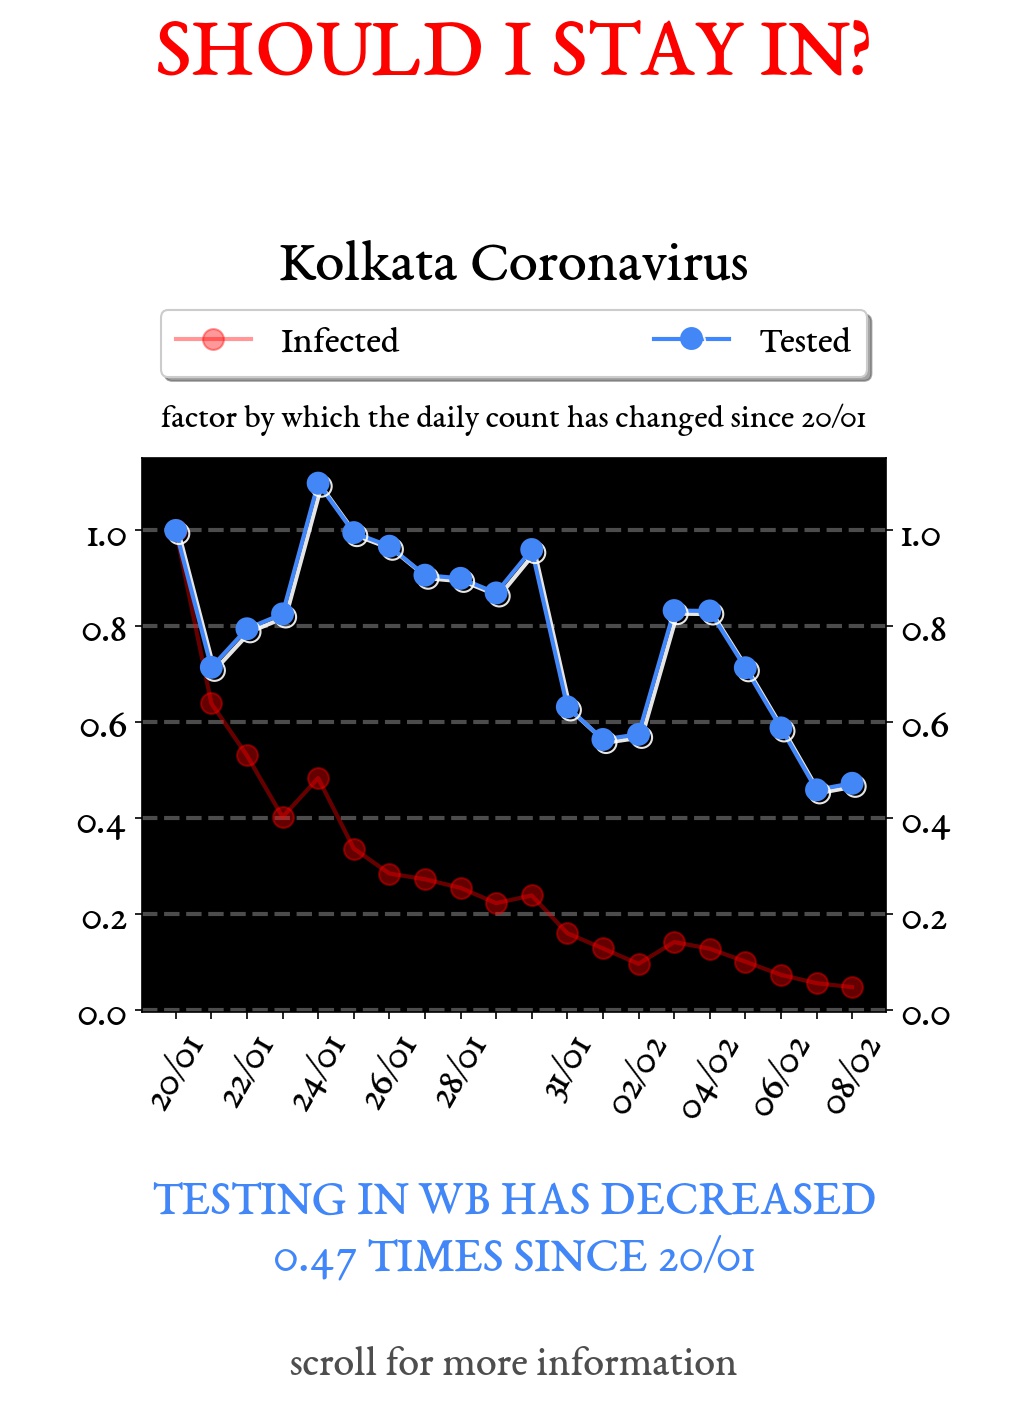 SHOULD I STAY IN?
Kolkata Coronavirus
Infected Tested
factor by which the daily count has changed since 20/01
1.0 1.0
0.8 0.8
0.6 0.6
0.4 0.4
0.2 0.2
0.0 0.0
20/01 22/01 24/01 26/01 28/01 31/01 02/02 04/02 06/02 08/02
TESTING IN WB HAS DECREASED
0.47 TIMES SINCE 20/01
scroll for more information